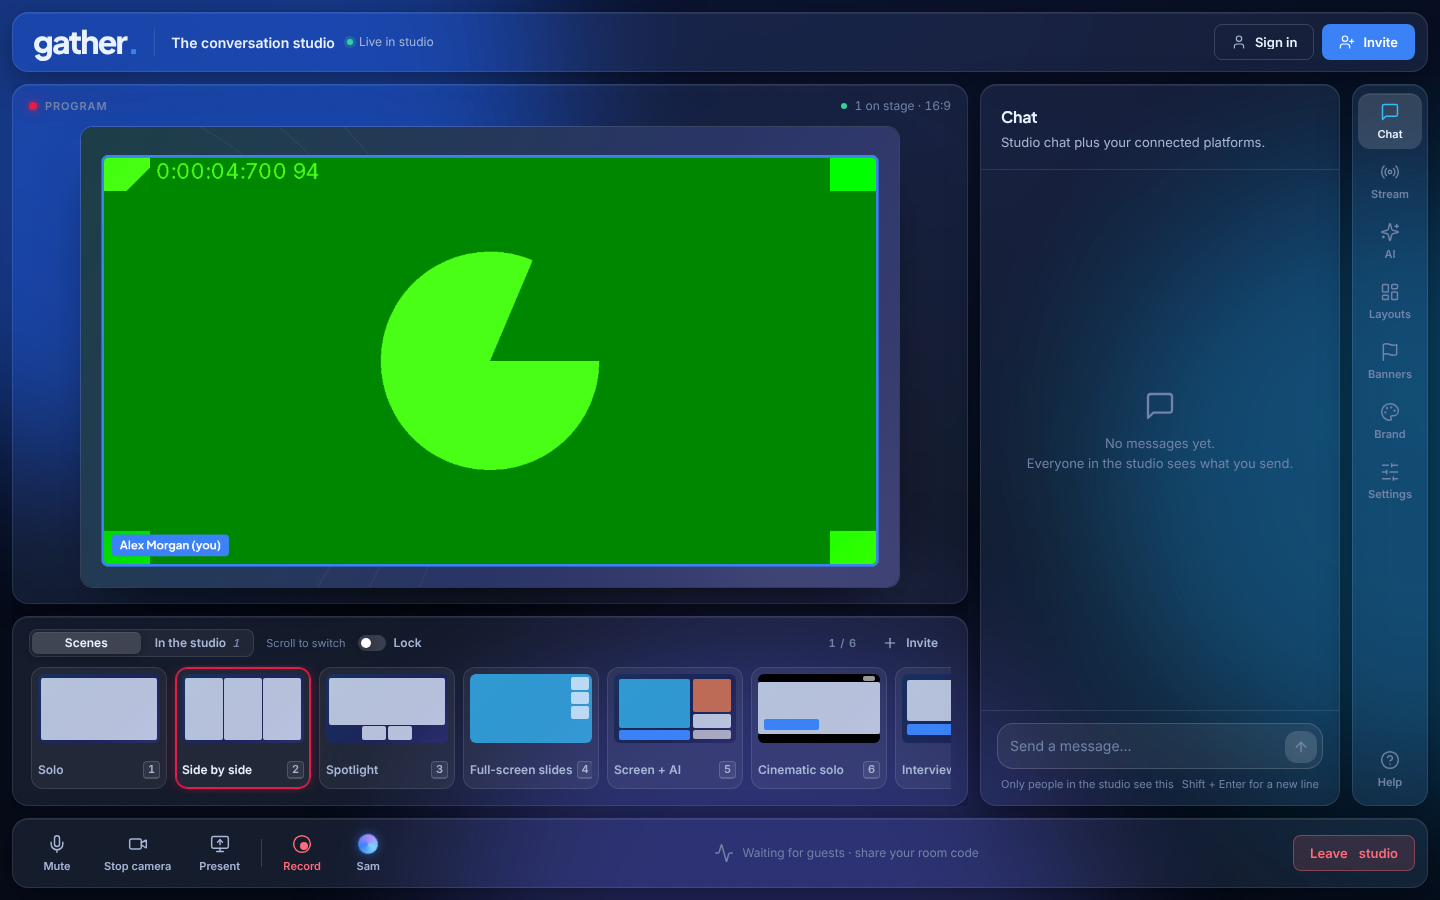 gather.
The conversation studio
Live in studio
Sign in
Invite
PROGRAM
1 on stage · 16:9
0:00:04:700 94
Alex Morgan (you)
Chat
Studio chat plus your connected platforms.
No messages yet.
Everyone in the studio sees what you send.
Send a message...
Only people in the studio see this
Shift + Enter for a new line
Chat
Stream
AI
Layouts
Banners
Brand
Settings
Help
Scenes
In the studio 1
Scroll to switch
Lock
1 / 6
Invite
Solo 1
Side by side 2
Spotlight 3
Full-screen slides 4
Screen + AI 5
Cinematic solo 6
Interview
Mute
Stop camera
Present
Record
Sam
Waiting for guests · share your room code
Leave studio